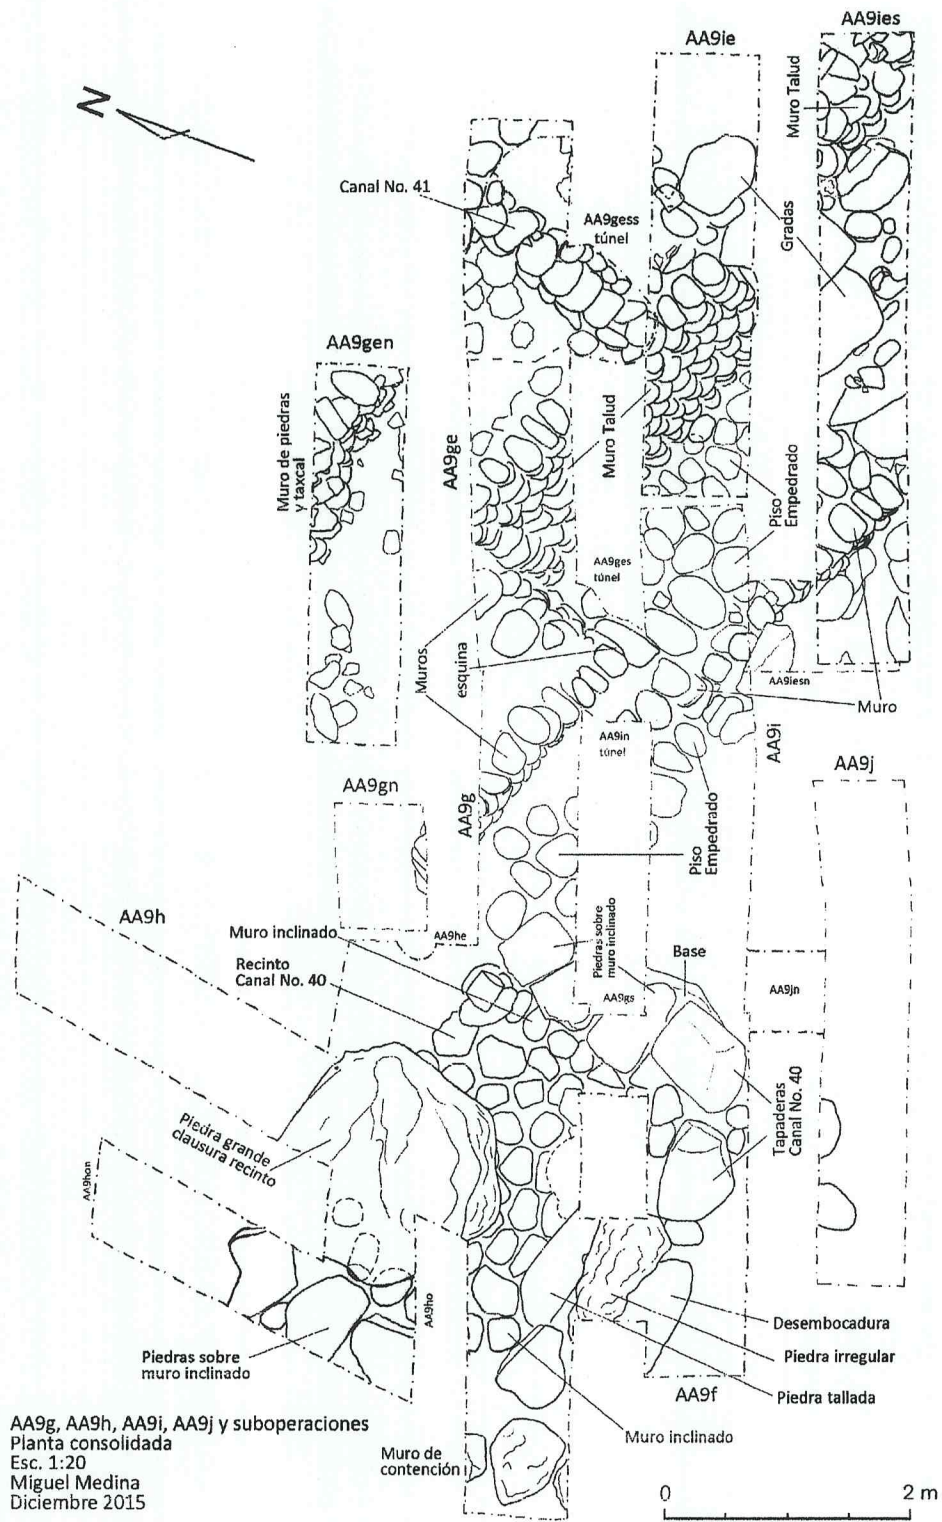 AA9ies
AA9ie
Muro Talud
N
Canal No. 41
AA9gess
túnel
Gradas
AA9gen
Muro de piedras
y taxcal
AA9ge
Muro Talud
Piso
Empedrado
AA9ges
túnel
Muros
esquina
AA9iesn
Muro
AA9in
túnel
AA9i
AA9j
AA9gn
AA9g
Piso
Empedrado
AA9h
Muro inclinado
AA9he
Piedras sobre
muro inclinado
Base
Recinto
Canal No. 40
AA9gs
AA9jn
Tapaderas
Canal No. 40
Piedra grande
clausura recinto
AA9hon
AA9ho
Desembocadura
Piedras sobre
muro inclinado
Piedra irregular
AA9f
Piedra tallada
Muro inclinado
Muro de
contención
AA9g, AA9h, AA9i, AA9j y suboperaciones
Planta consolidada
Esc. 1:20
Miguel Medina
Diciembre 2015
0 2 m